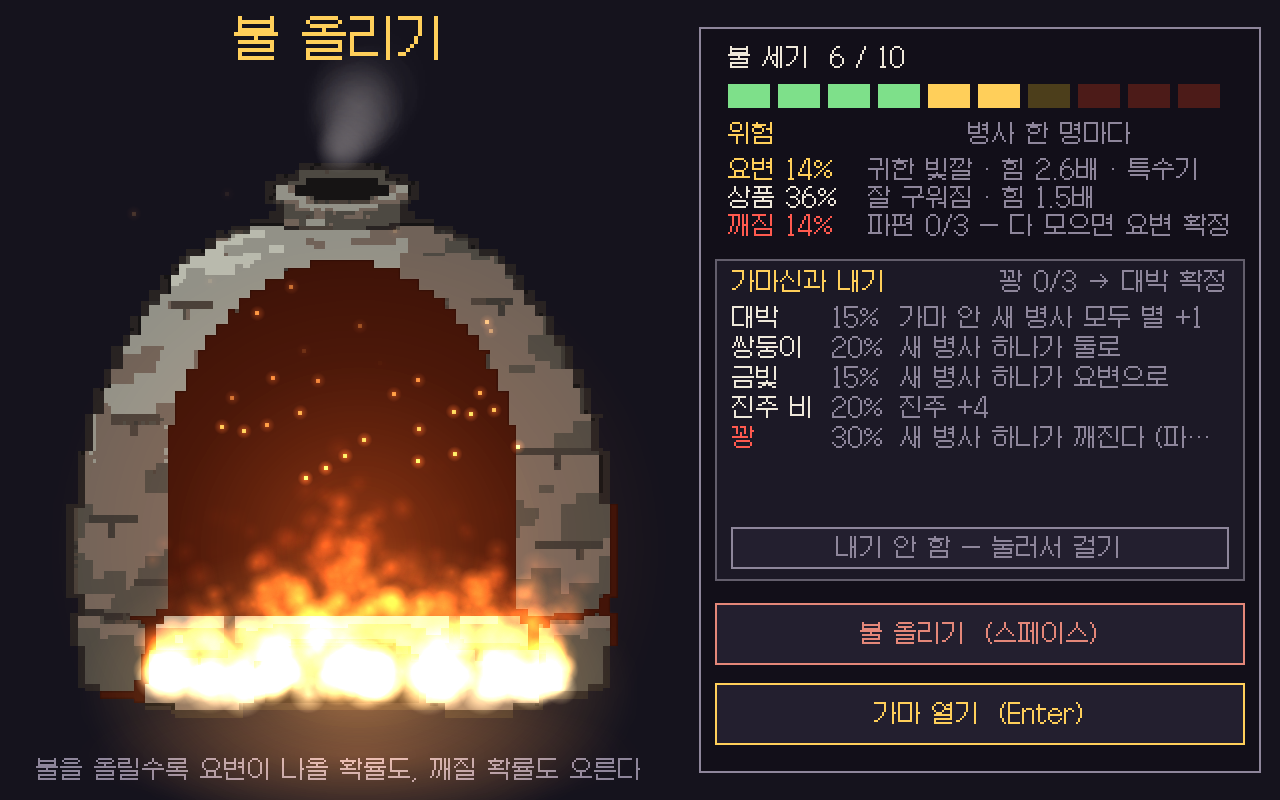 불 올리기
불 세기 6 / 10
위험 병사 한 명마다
요변 14% 귀한 빛깔 · 힘 2.6배 · 특수기
상품 36% 잘 구워짐 · 힘 1.5배
깨짐 14% 파편 0/3 — 다 모으면 요변 확정
가마신과 내기 꽝 0/3 → 대박 확정
대박 15% 가마 안 새 병사 모두 별 +1
쌍둥이 20% 새 병사 하나가 둘로
금빛 15% 새 병사 하나가 요변으로
진주 비 20% 진주 +4
꽝 30% 새 병사 하나가 깨진다 (파…
내기 안 함 — 눌러서 걸기
불 올리기 (스페이스)
가마 열기 (Enter)
불을 올릴수록 요변이 나올 확률도, 깨질 확률도 오른다